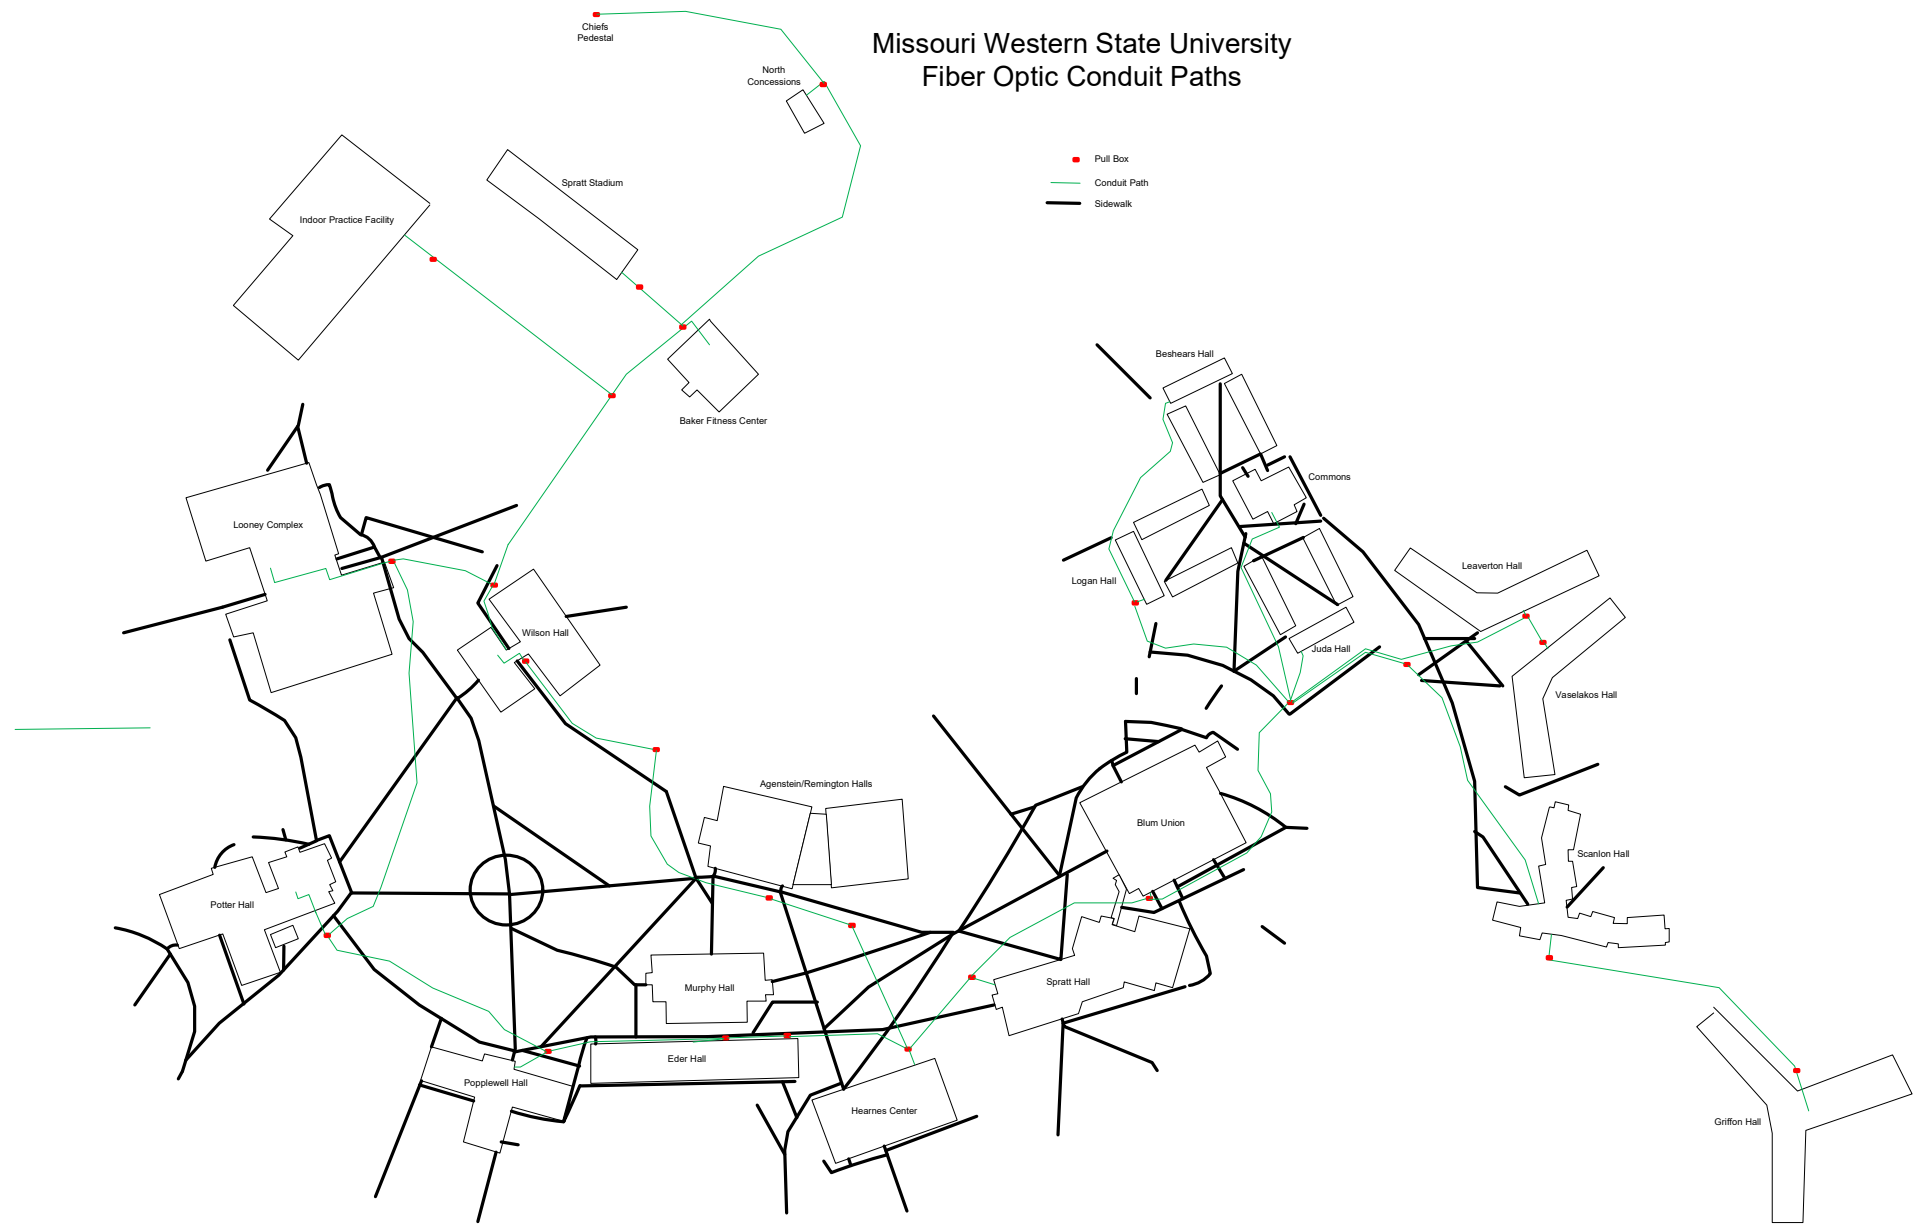 Missouri Western State University
Fiber Optic Conduit Paths
Chiefs
Pedestal
North
Concessions
Pull Box
Conduit Path
Sidewalk
Spratt Stadium
Indoor Practice Facility
Baker Fitness Center
Beshears Hall
Commons
Looney Complex
Leaverton Hall
Logan Hall
Wilson Hall
Juda Hall
Vaselakos Hall
Agenstein/Remington Halls
Blum Union
Scanlon Hall
Potter Hall
Spratt Hall
Murphy Hall
Eder Hall
Popplewell Hall
Hearnes Center
Griffon Hall